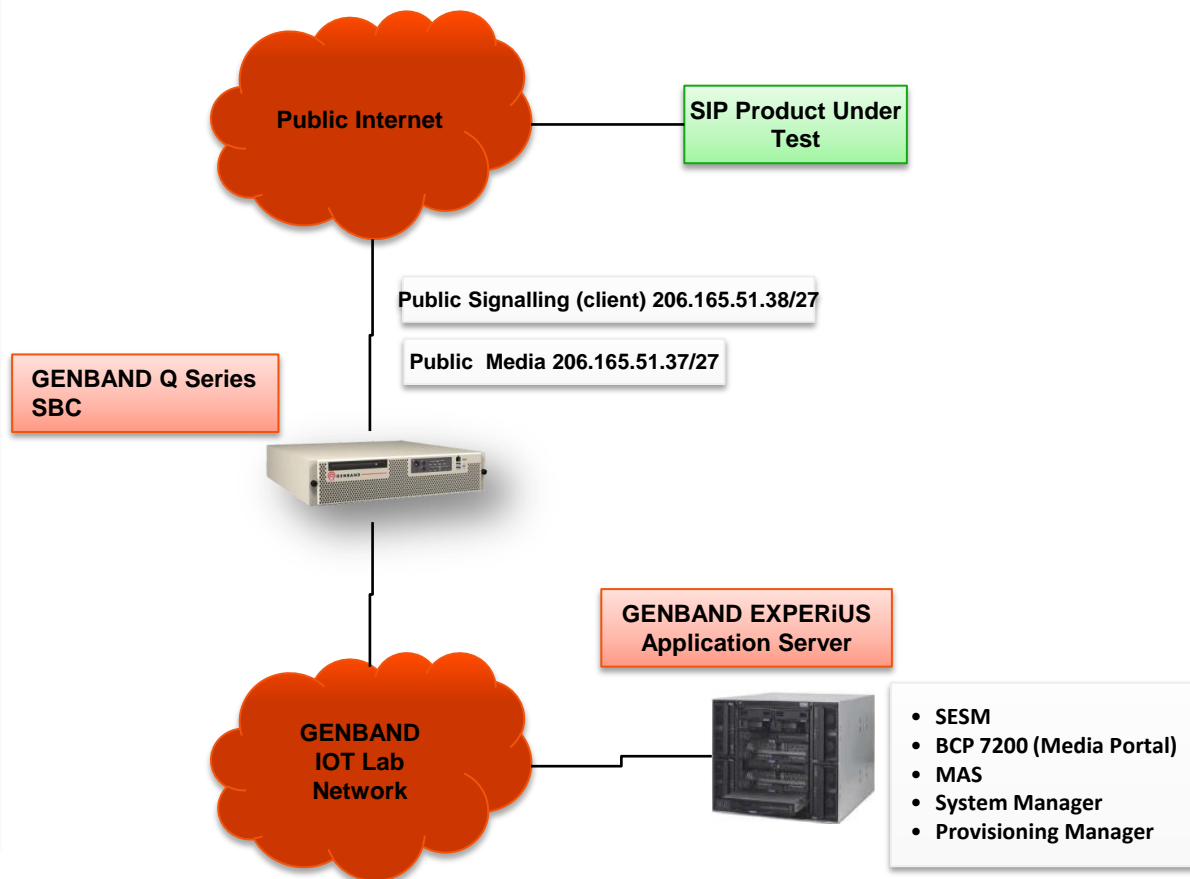 Public Internet
SIP Product Under
Test
Public Signalling (client) 206.165.51.38/27
Public Media 206.165.51.37/27
GENBAND Q Series
SBC
GENBAND
GENBAND EXPERiUS
Application Server
GENBAND
IOT Lab
Network
• SESM
• BCP 7200 (Media Portal)
• MAS
• System Manager
• Provisioning Manager